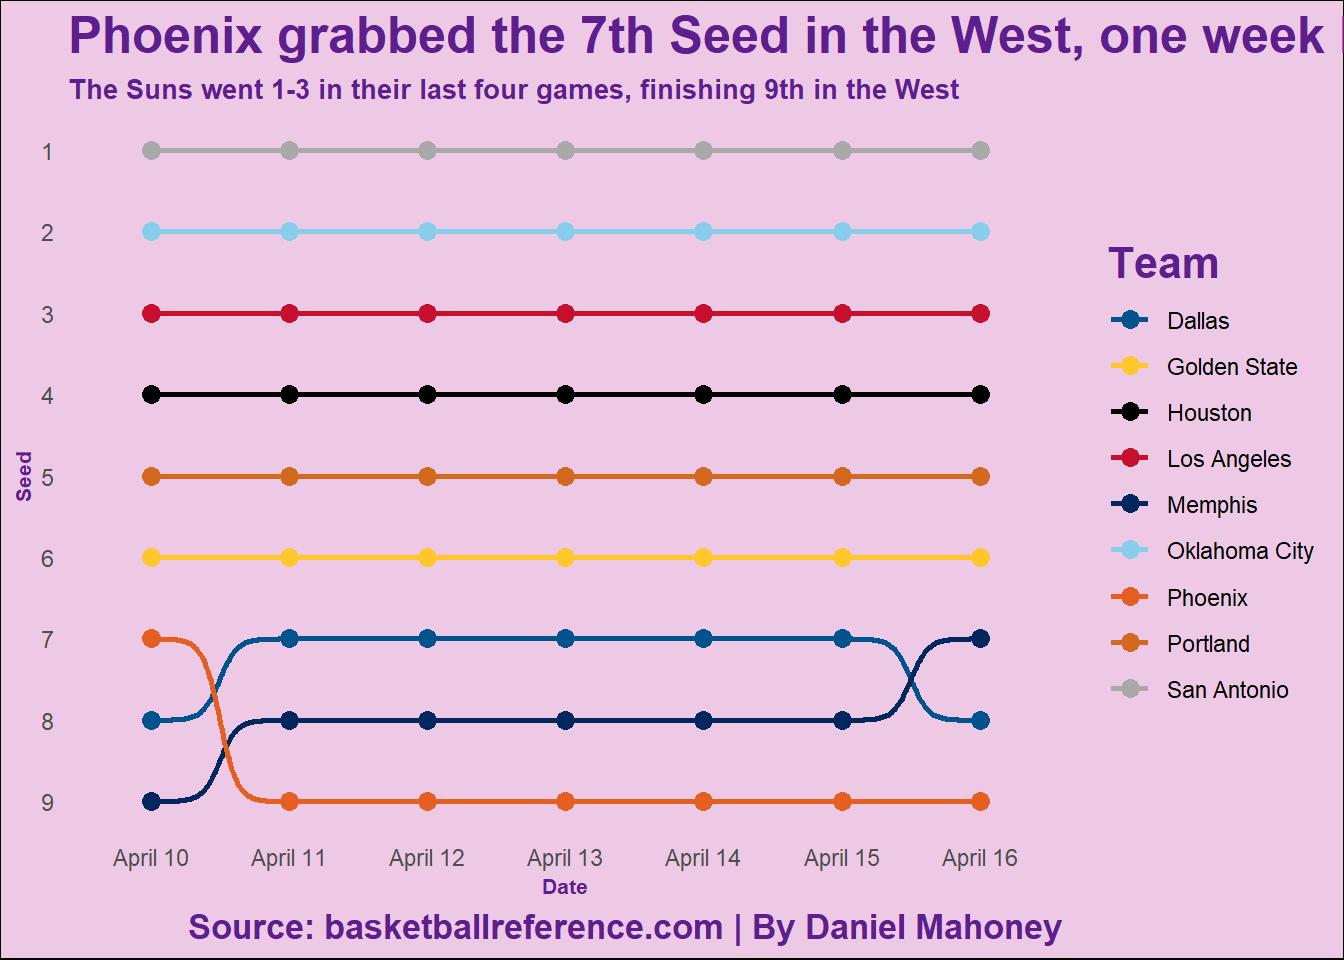 Phoenix grabbed the 7th Seed in the West, one week
The Suns went 1-3 in their last four games, finishing 9th in the West
1
2
3
4
5
6
7
8
9
Seed
April 10 April 11 April 12 April 13 April 14 April 15 April 16
Date
Team
Dallas
Golden State
Houston
Los Angeles
Memphis
Oklahoma City
Phoenix
Portland
San Antonio
Source: basketballreference.com | By Daniel Mahoney